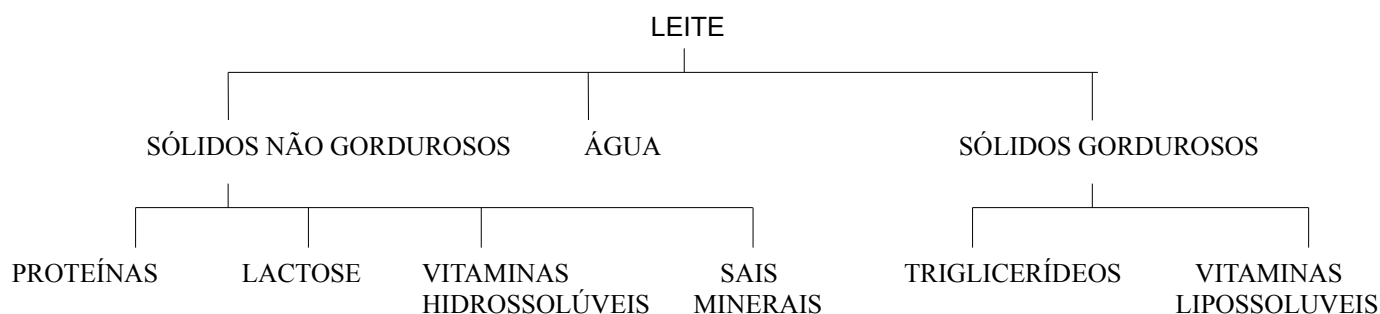 LEITE
SÓLIDOS NÃO GORDUROSOS ÁGUA SÓLIDOS GORDUROSOS
PROTEÍNAS LACTOSE VITAMINAS SAIS TRIGLICERÍDEOS VITAMINAS
HIDROSSOLÚVEIS MINERAIS LIPOSSOLUVEIS